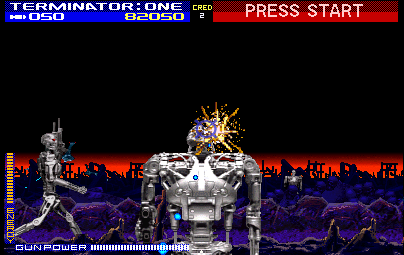 TERMINATOR:ONE
050 82050
CRED
2
PRESS START
GUNPOWER